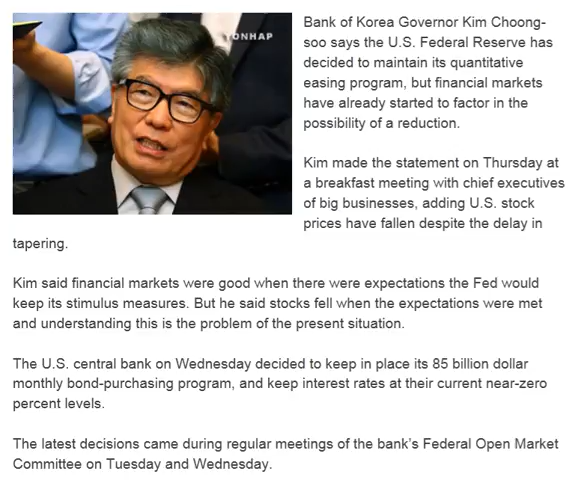 YONHAP
Bank of Korea Governor Kim Choong-
soo says the U.S. Federal Reserve has
decided to maintain its quantitative
easing program, but financial markets
have already started to factor in the
possibility of a reduction.
Kim made the statement on Thursday at
a breakfast meeting with chief executives
of big businesses, adding U.S. stock
prices have fallen despite the delay in
tapering.
Kim said financial markets were good when there were expectations the Fed would
keep its stimulus measures. But he said stocks fell when the expectations were met
and understanding this is the problem of the present situation.
The U.S. central bank on Wednesday decided to keep in place its 85 billion dollar
monthly bond-purchasing program, and keep interest rates at their current near-zero
percent levels.
The latest decisions came during regular meetings of the bank's Federal Open Market
Committee on Tuesday and Wednesday.